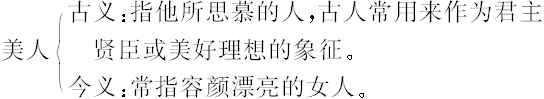 古义:指他所思慕的人,古人常用来作为君主
美人 贤臣或美好理想的象征。
今义:常指容颜漂亮的女人。